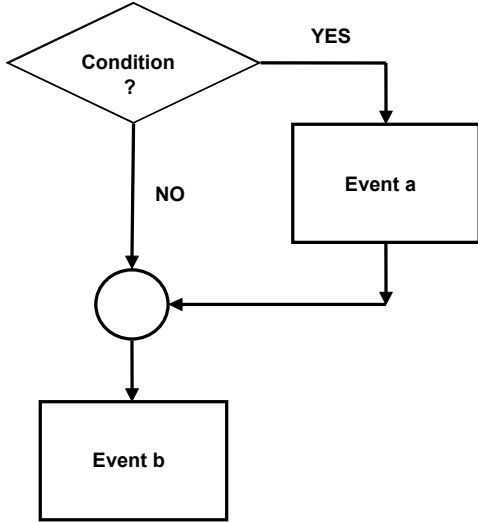 YES
Condition
?
Event a
NO
Event b